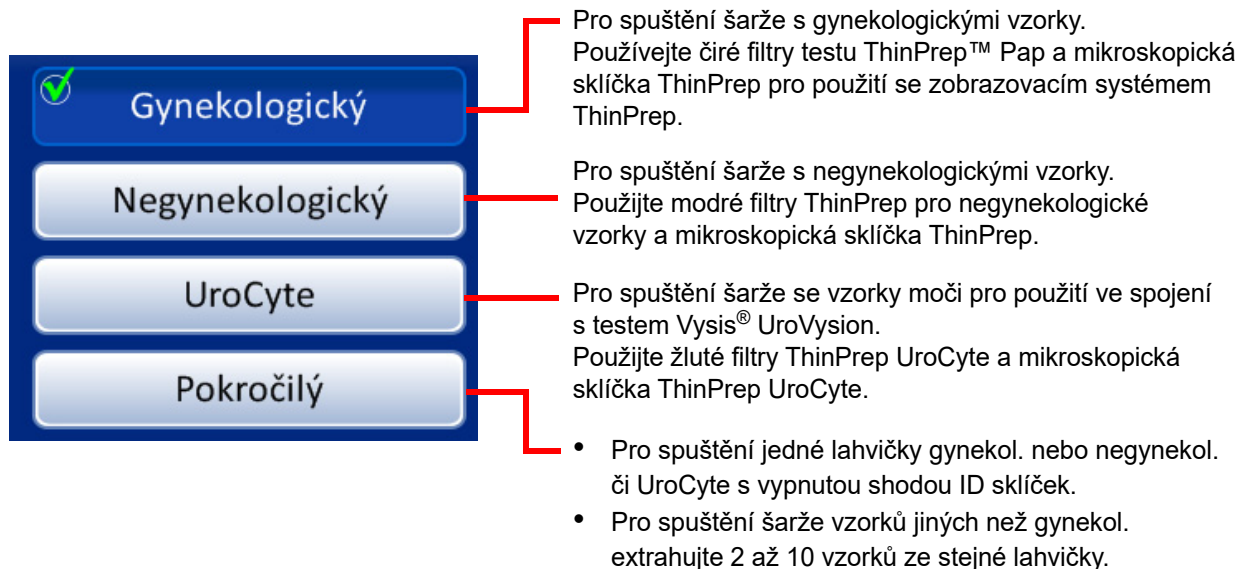 Gynekologický
Negynekologický
UroCyte
Pokročilý
Pro spuštění šarže s gynekologickými vzorky.
Používejte čiré filtry testu ThinPrep™ Pap a mikroskopická
sklíčka ThinPrep pro použití se zobrazovacím systémem
ThinPrep.
Pro spuštění šarže s negynekologickými vzorky.
Použijte modré filtry ThinPrep pro negynekologické
vzorky a mikroskopická sklíčka ThinPrep.
Pro spuštění šarže se vzorky moči pro použití ve spojení
s testem Vysis® UroVysion.
Použijte žluté filtry ThinPrep UroCyte a mikroskopická
sklíčka ThinPrep UroCyte.
• Pro spuštění jedné lahvičky gynekol. nebo negynekol.
či UroCyte s vypnutou shodou ID sklíček.
• Pro spuštění šarže vzorků jiných než gynekol.
extrahujte 2 až 10 vzorků ze stejné lahvičky.